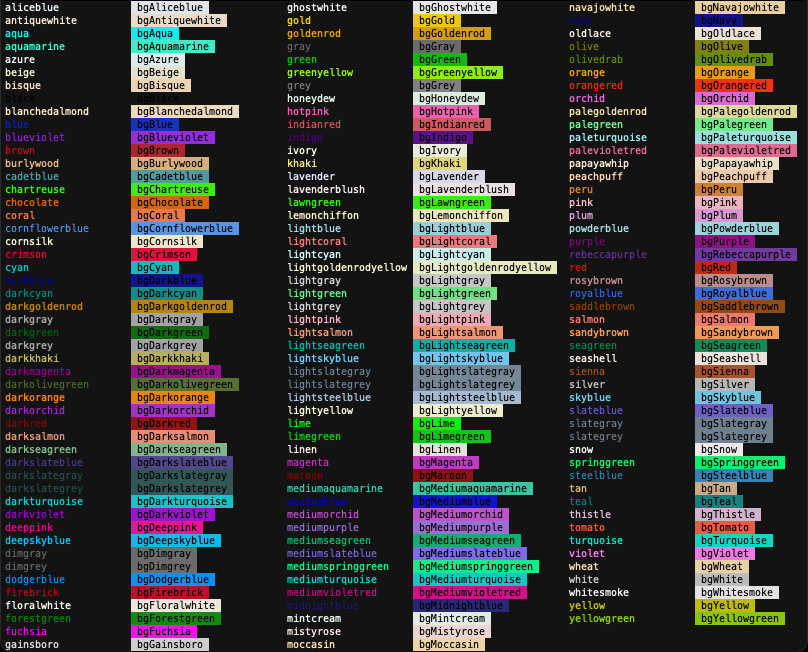 aliceblue bgAliceblue
antiquewhite bgAntiquewhite
aqua bgAqua
aquamarine bgAquamarine
azure bgAzure
beige bgBeige
bisque bgBisque
black bgBlack
blanchedalmond bgBlanchedalmond
blue bgBlue
blueviolet bgBlueviolet
brown bgBrown
burlywood bgBurlywood
cadetblue bgCadetblue
chartreuse bgChartreuse
chocolate bgChocolate
coral bgCoral
cornflowerblue bgCornflowerblue
cornsilk bgCornsilk
crimson bgCrimson
cyan bgCyan
darkblue bgDarkblue
darkcyan bgDarkcyan
darkgoldenrod bgDarkgoldenrod
darkgray bgDarkgray
darkgreen bgDarkgreen
darkgrey bgDarkgrey
darkkhaki bgDarkkhaki
darkmagenta bgDarkmagenta
darkolivegreen bgDarkolivegreen
darkorange bgDarkorange
darkorchid bgDarkorchid
darkred bgDarkred
darksalmon bgDarksalmon
darkseagreen bgDarkseagreen
darkslateblue bgDarkslateblue
darkslategray bgDarkslategray
darkslategrey bgDarkslategrey
darkturquoise bgDarkturquoise
darkviolet bgDarkviolet
deeppink bgDeeppink
deepskyblue bgDeepskyblue
dimgray bgDimgray
dimgrey bgDimgrey
dodgerblue bgDodgerblue
firebrick bgFirebrick
floralwhite bgFloralwhite
forestgreen bgForestgreen
fuchsia bgFuchsia
gainsboro bgGainsboro
ghostwhite bgGhostwhite
gold bgGold
goldenrod bgGoldenrod
gray bgGray
green bgGreen
greenyellow bgGreenyellow
grey bgGrey
honeydew bgHoneydew
hotpink bgHotpink
indianred bgIndianred
indigo bgIndigo
ivory bgIvory
khaki bgKhaki
lavender bgLavender
lavenderblush bgLavenderblush
lawngreen bgLawngreen
lemonchiffon bgLemonchiffon
lightblue bgLightblue
lightcoral bgLightcoral
lightcyan bgLightcyan
lightgoldenrodyellow bgLightgoldenrodyellow
lightgray bgLightgray
lightgreen bgLightgreen
lightgrey bgLightgrey
lightpink bgLightpink
lightsalmon bgLightsalmon
lightseagreen bgLightseagreen
lightskyblue bgLightskyblue
lightslategray bgLightslategray
lightslategrey bgLightslategrey
lightsteelblue bgLightsteelblue
lightyellow bgLightyellow
lime bgLime
limegreen bgLimegreen
linen bgLinen
magenta bgMagenta
maroon bgMaroon
mediumaquamarine bgMediumaquamarine
mediumblue bgMediumblue
mediumorchid bgMediumorchid
mediumpurple bgMediumpurple
mediumseagreen bgMediumseagreen
mediumslateblue bgMediumslateblue
mediumspringgreen bgMediumspringgreen
mediumturquoise bgMediumturquoise
mediumvioletred bgMediumvioletred
midnightblue bgMidnightblue
mintcream bgMintcream
mistyrose bgMistyrose
moccasin bgMoccasin
navajowhite bgNavajowhite
navy bgNavy
oldlace bgOldlace
olive bgOlive
olivedrab bgOlivedrab
orange bgOrange
orangered bgOrangered
orchid bgOrchid
palegoldenrod bgPalegoldenrod
palegreen bgPalegreen
paleturquoise bgPaleturquoise
palevioletred bgPalevioletred
papayawhip bgPapayawhip
peachpuff bgPeachpuff
peru bgPeru
pink bgPink
plum bgPlum
powderblue bgPowderblue
purple bgPurple
rebeccapurple bgRebeccapurple
red bgRed
rosybrown bgRosybrown
royalblue bgRoyalblue
saddlebrown bgSaddlebrown
salmon bgSalmon
sandybrown bgSandybrown
seagreen bgSeagreen
seashell bgSeashell
sienna bgSienna
silver bgSilver
skyblue bgSkyblue
slateblue bgSlateblue
slategray bgSlategray
slategrey bgSlategrey
snow bgSnow
springgreen bgSpringgreen
steelblue bgSteelblue
tan bgTan
teal bgTeal
thistle bgThistle
tomato bgTomato
turquoise bgTurquoise
violet bgViolet
wheat bgWheat
white bgWhite
whitesmoke bgWhitesmoke
yellow bgYellow
yellowgreen bgYellowgreen